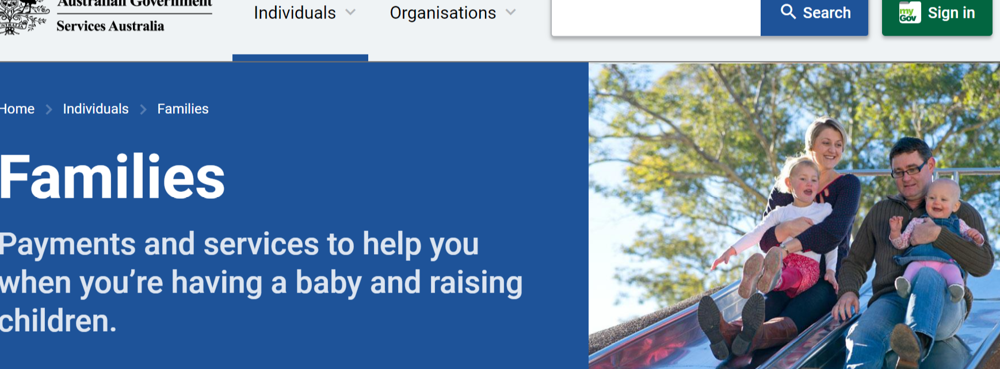 Australian Government
Services Australia
Individuals
Organisations
Search
my
GOV
Sign in
Home
Individuals
Families
Families
Payments and services to help you
when you’re having a baby and raising
children.